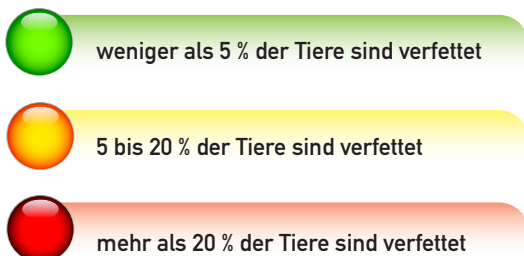 weniger als 5 % der Tiere sind verfettet
5 bis 20 % der Tiere sind verfettet
mehr als 20 % der Tiere sind verfettet